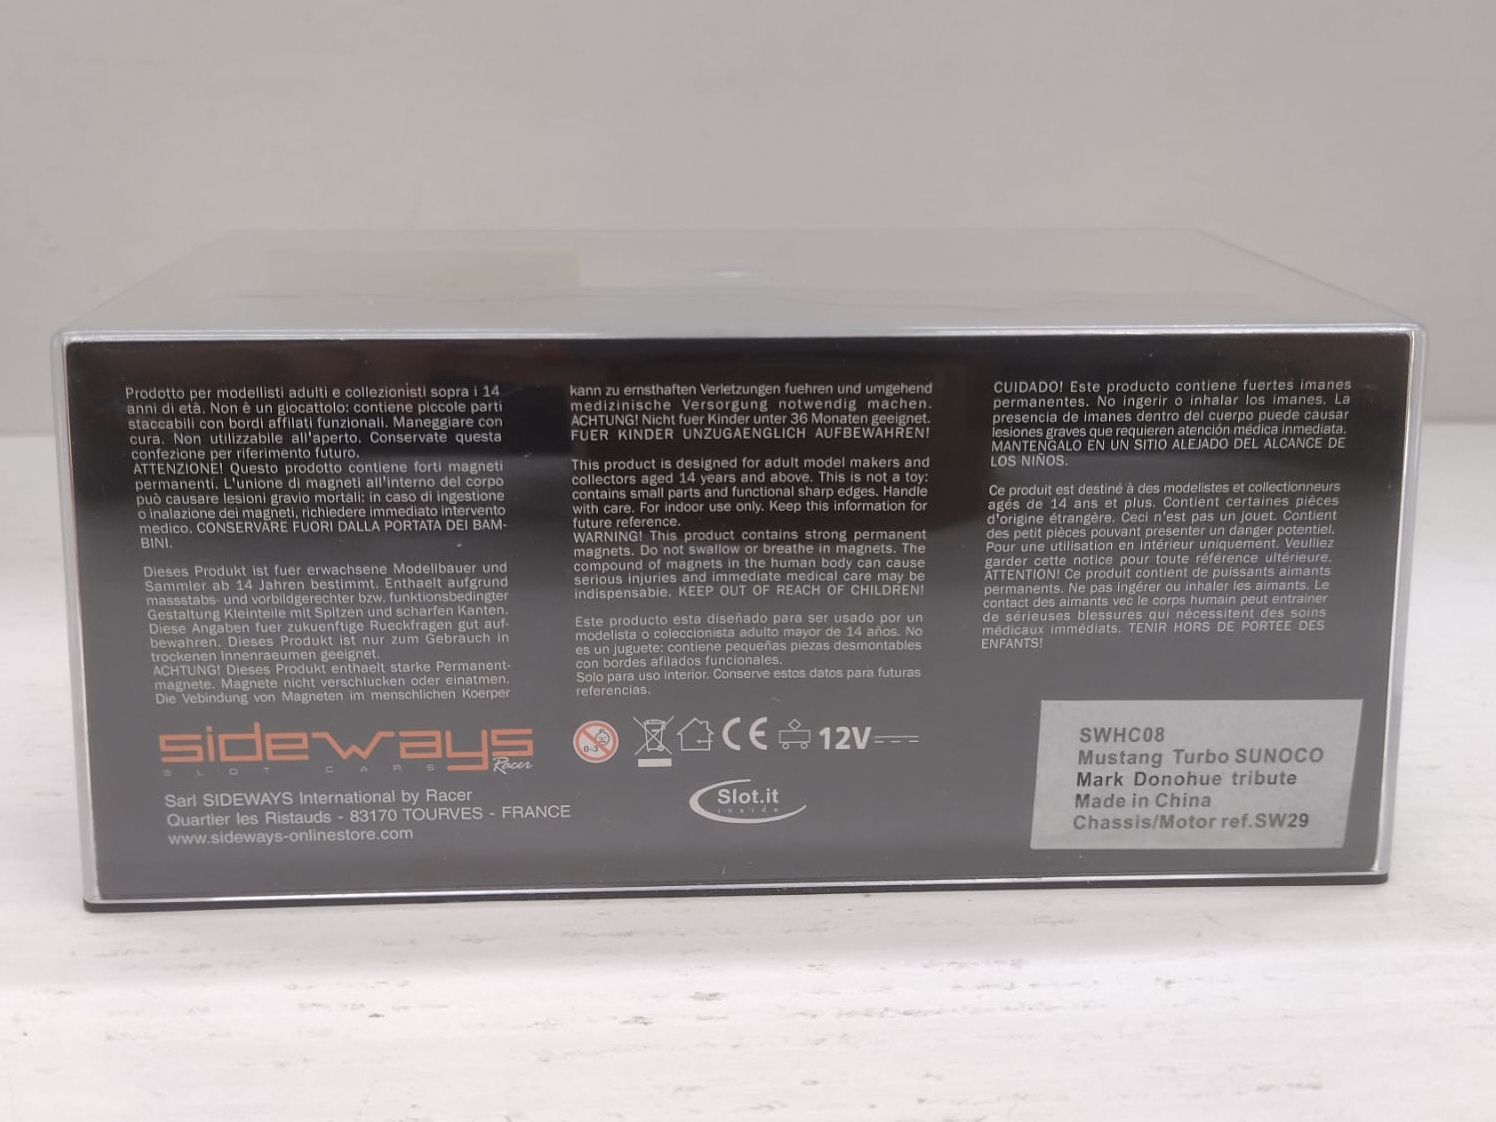 Prodotto per modellisti adulti e collezionisti sopra i 14
anni di età. Non è un giocattolo: contiene piccole parti
staccabili con bordi affilati funzionali. Maneggiare con
cura. Non utilizzabile all'aperto. Conservate questa
confezione per riferimento futuro.
ATTENZIONE! Questo prodotto contiene forti magneti
permanenti. L'unione di magneti all'interno del corpo
può causare lesioni gravio mortali: in caso di ingestione
o inalazione dei magneti, richiedere immediato intervento
medico. CONSERVARE FUORI DALLA PORTATA DEI BAM-
BINI.
Dieses Produkt ist fuer erwachsene Modellbauer und
Sammler ab 14 Jahren bestimmt. Enthaelt aufgrund
massstabs- und vorbildgerechter bzw. funktionsbedingter
Gestaltung Kleinteile mit Spitzen und scharfen Kanten.
Diese Angaben fuer zukuenftige Rueckfragen gut auf-
bewahren. Dieses Produkt ist nur zum Gebrauch in
trockenen Innenraeumen geeignet.
ACHTUNG! Dieses Produkt enthaelt starke Permanent-
magnete. Magnete nicht verschlucken oder einatmen.
Die Vebindung von Magneten im menschlichen Koerper
kann zu ernsthaften Verletzungen fuehren und umgehend
medizinische Versorgung notwendig machen.
ACHTUNG! Nicht fuer Kinder unter 36 Monaten geeignet.
FUER KINDER UNZUGAENGLICH AUFBEWAHREN!
This product is designed for adult model makers and
collectors aged 14 years and above. This is not a toy:
contains small parts and functional sharp edges. Handle
with care. For indoor use only. Keep this information for
future reference.
WARNING! This product contains strong permanent
magnets. Do not swallow or breathe in magnets. The
compound of magnets in the human body can cause
serious injuries and immediate medical care may be
indispensable. KEEP OUT OF REACH OF CHILDREN!
Este producto esta diseñado para ser usado por un
modelista o coleccionista adulto mayor de 14 años. No
es un juguete: contiene pequeñas piezas desmontables
con bordes afilados funcionales.
Solo para uso interior. Conserve estos datos para futuras
referencias.
CUIDADO! Este producto contiene fuertes imanes
permanentes. No ingerir o inhalar los imanes. La
presencia de imanes dentro del cuerpo puede causar
lesiones graves que requieren atención médica inmediata.
MANTENGALO EN UN SITIO ALEJADO DEL ALCANCE DE
LOS NIÑOS.
Ce produit est destiné à des modelistes et collectionneurs
agés de 14 ans et plus. Contient certaines pièces
d'origine étrangère. Ceci n'est pas un jouet. Contient
des petit pièces pouvant presenter un danger potentiel.
Pour une utilisation en intérieur uniquement. Veulliez
garder cette notice pour toute référence ultérieure.
ATTENTION! Ce produit contient de puissants aimants
permanents. Ne pas ingérer ou inhaler les aimants. Le
contact des aimants vec le corps humain peut entrainer
de sérieuses blessures qui nécessitent des soins
médicaux immédiats. TENIR HORS DE PORTEE DES
ENFANTS!
sideways
SLOT CARS Racer
Sarl SIDEWAYS International by Racer
Quartier les Ristauds - 83170 TOURVES - FRANCE
www.sideways-onlinestore.com
0-3 CE 12V
Slot.it
inside
SWHC08
Mustang Turbo SUNOCO
Mark Donohue tribute
Made in China
Chassis/Motor ref.SW29